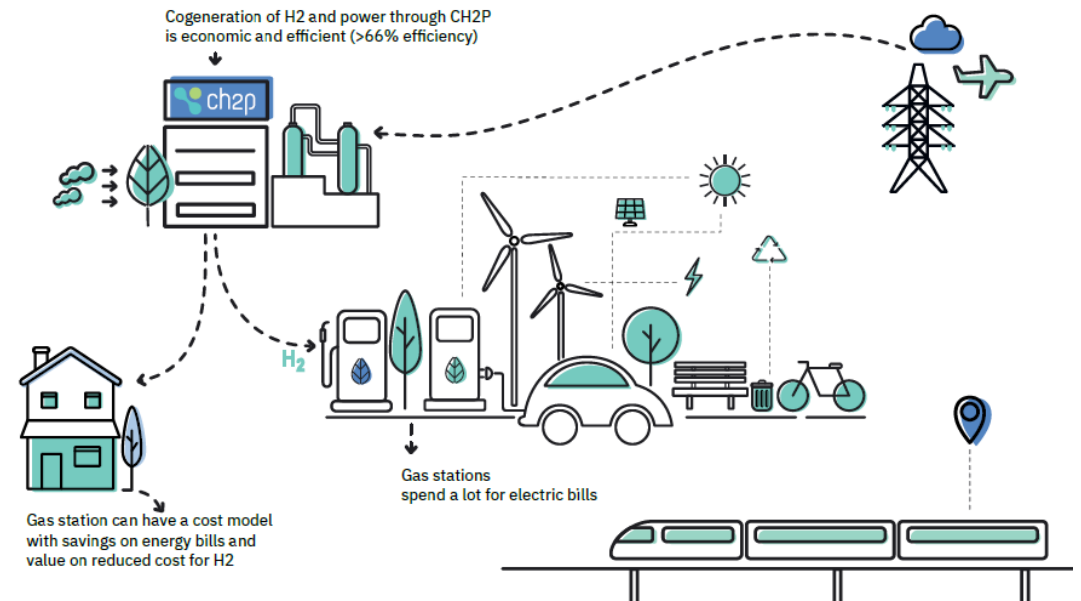 Cogeneration of H2 and power through CH2P
is economic and efficient (>66% efficiency)
ch2p
H2
Gas stations
spend a lot for electric bills
Gas station can have a cost model
with savings on energy bills and
value on reduced cost for H2